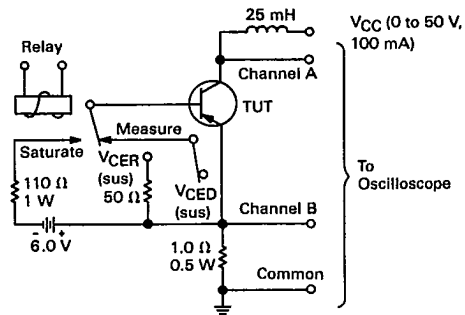 25 mH
VCC (0 to 50 V,
100 mA)
Relay
Channel A
TUT
Measure
Saturate
VCER
(sus)
50 Ω
VCED
(sus)
To
Oscilloscope
110 Ω
1 W
Channel B
- +
6.0 V
1.0 Ω
0.5 W
Common